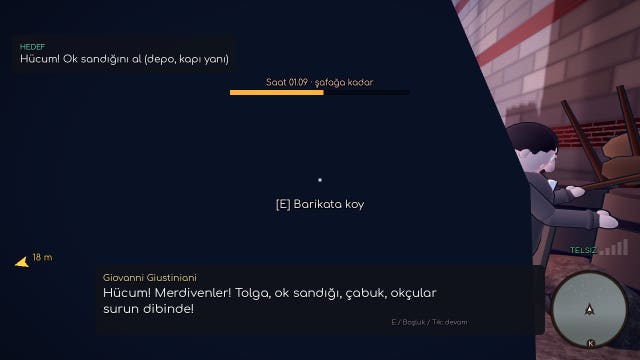 HEDEF
Hücum! Ok sandığını al (depo, kapı yanı)
Saat 01.09 · şafağa kadar
[E] Barikata koy
18 m
TELSİZ
Giovanni Giustiniani
Hücum! Merdivenler! Tolga, ok sandığı, çabuk, okçular
surun dibinde!
E / Boşluk / Tık: devam
K